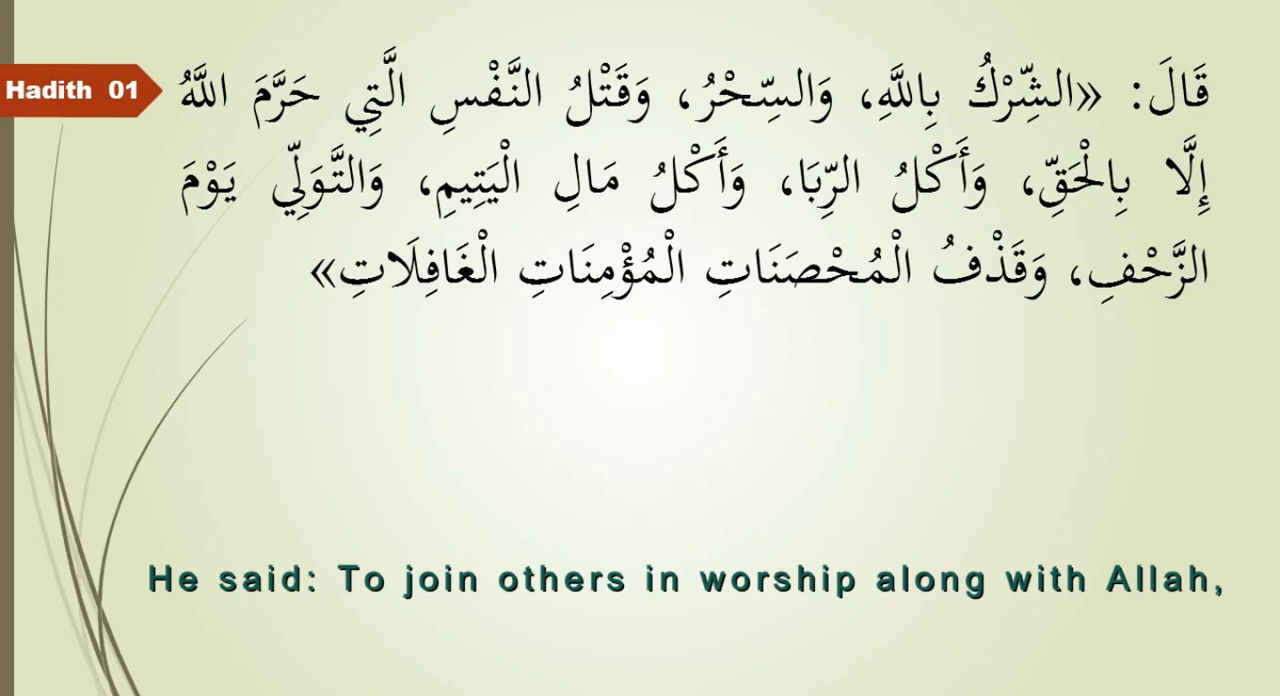 Hadith 01
قَالَ: «الشِّرْكُ بِاللَّهِ، وَالسِّحْرُ، وَقَتْلُ النَّفْسِ الَّتِي حَرَّمَ اللَّهُ
إِلَّا بِالْحَقِّ، وَأَكْلُ الرِّبَا، وَأَكْلُ مَالِ الْيَتِيمِ، وَالتَّوَلِّي يَوْمَ
الزَّحْفِ، وَقَذْفُ الْمُحْصَنَاتِ الْمُؤْمِنَاتِ الْغَافِلَاتِ»
He said: To join others in worship along with Allah,